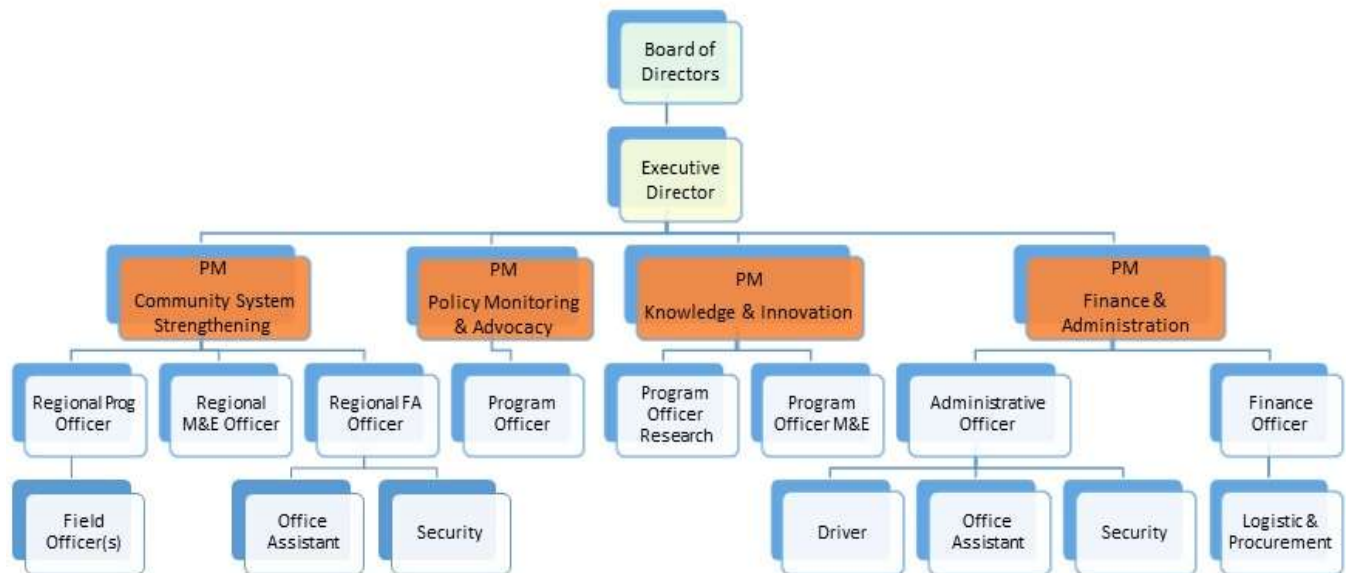 Board of
Directors
Executive
Director
PM
Community System
Strengthening
PM
Policy Monitoring
& Advocacy
PM
Knowledge & Innovation
PM
Finance &
Administration
Regional Prog
Officer
Regional
M&E Officer
Regional FA
Officer
Program
Officer
Program
Officer
Research
Program
Officer M&E
Administrative
Officer
Finance
Officer
Field
Officer(s)
Office
Assistant
Security
Driver
Office
Assistant
Security
Logistic &
Procurement